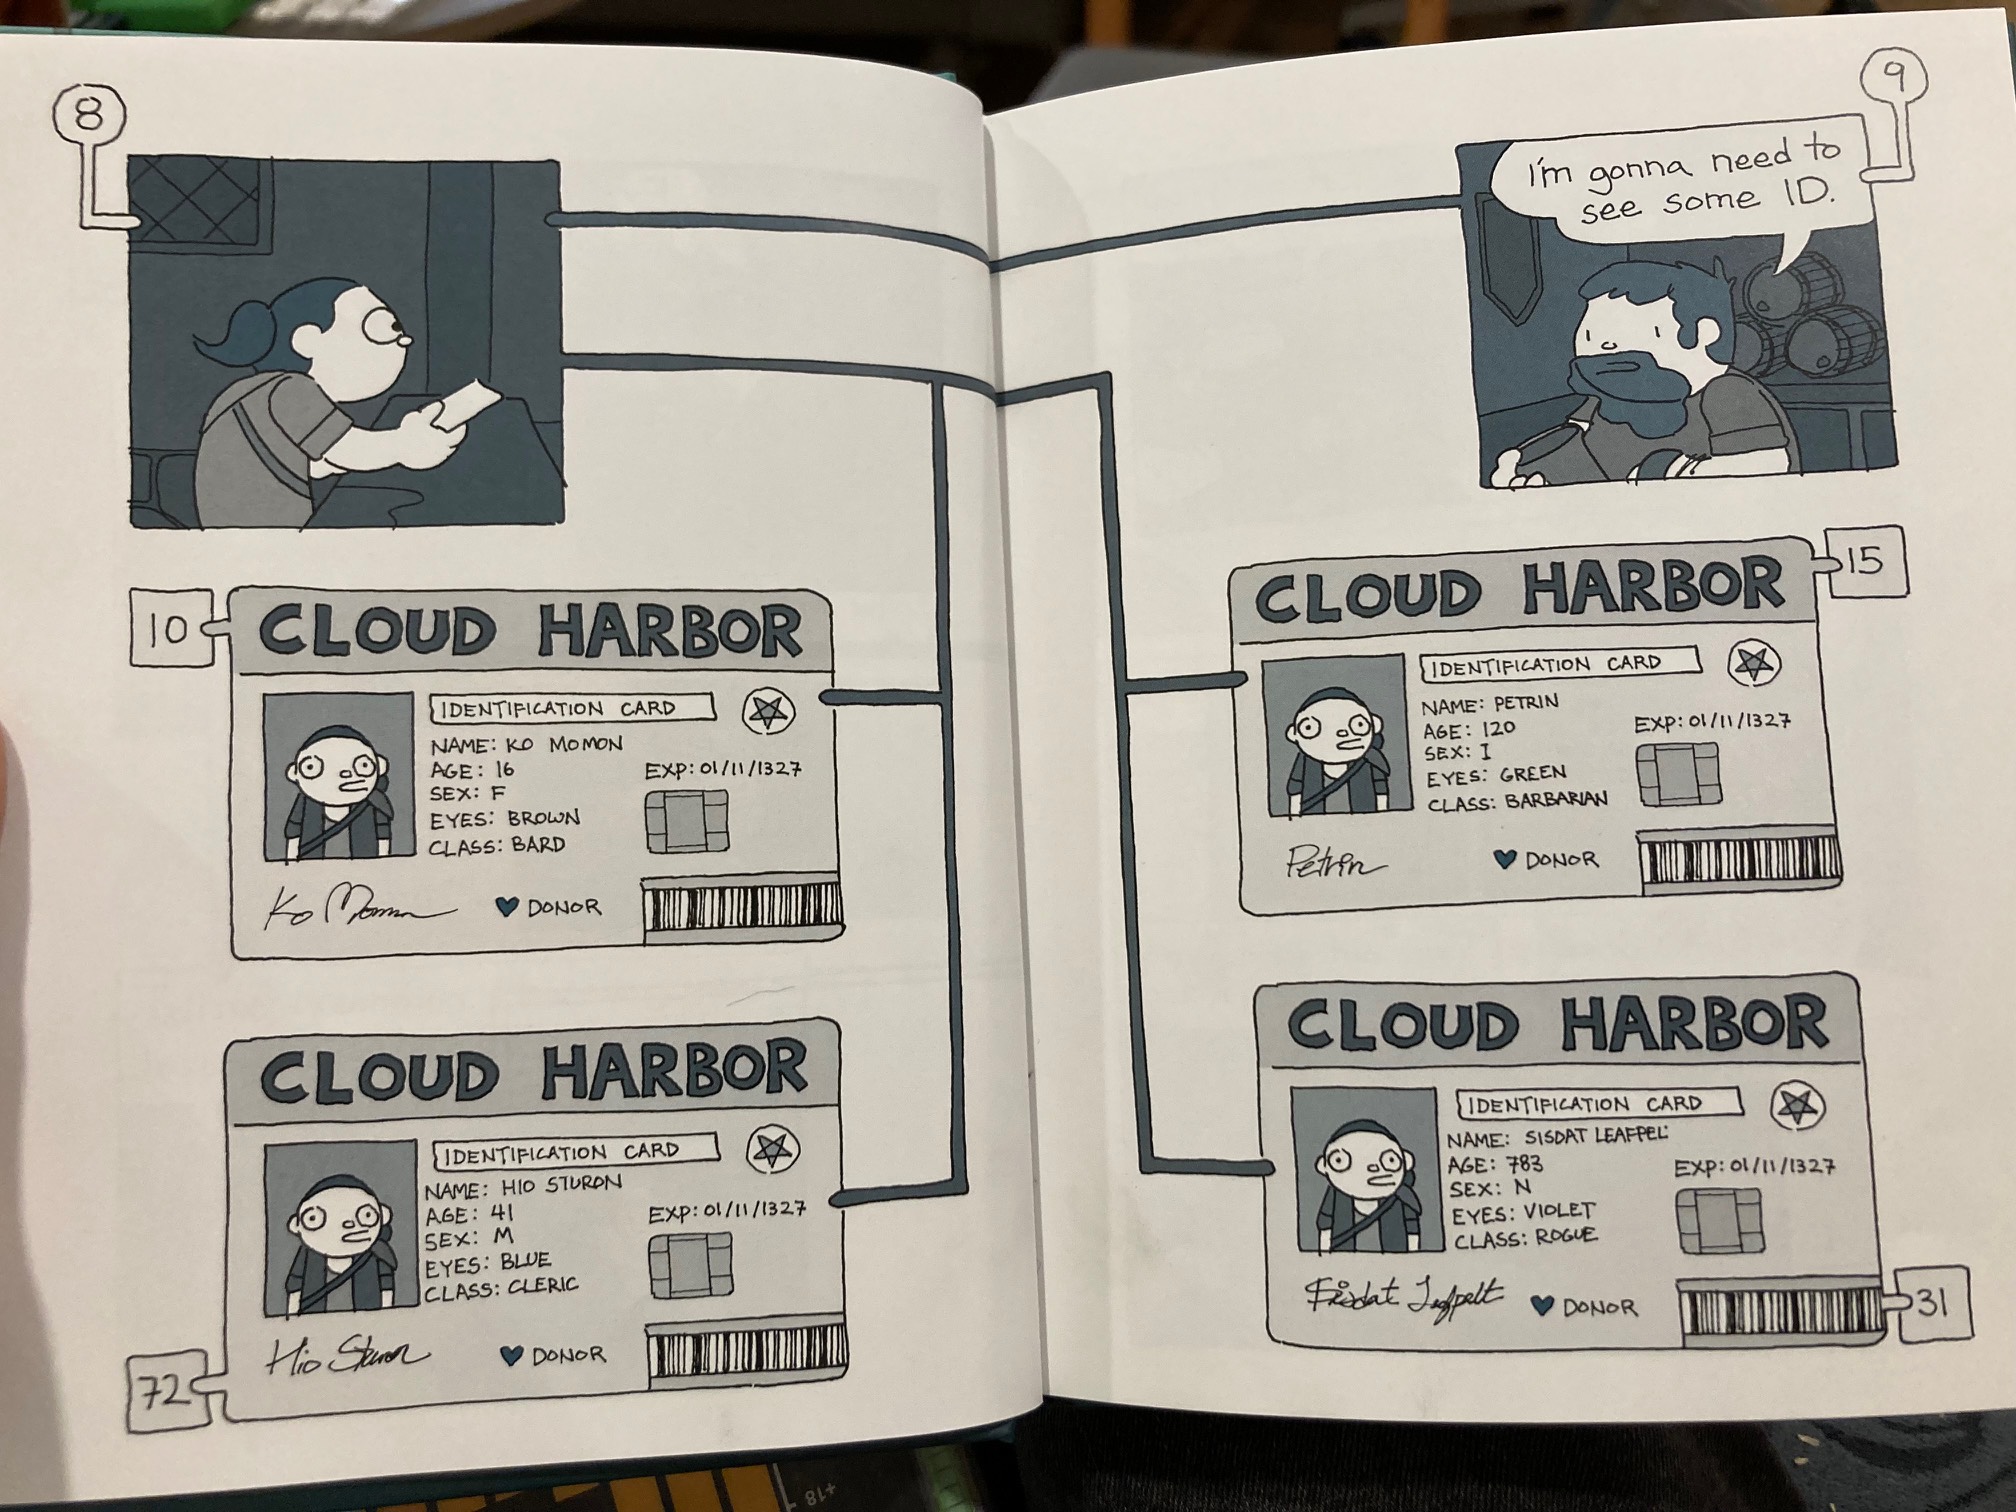 8
9
I'm gonna need to
see some ID.
10
CLOUD HARBOR
IDENTIFICATION CARD
NAME: KO MOMON
AGE: 16
SEX: F
EYES: BROWN
CLASS: BARD
EXP: 01/11/1327
Ko Momon
DONOR
72
CLOUD HARBOR
IDENTIFICATION CARD
NAME: HIO STURON
AGE: 41
SEX: M
EYES: BLUE
CLASS: CLERIC
EXP: 01/11/1327
Hio Sturon
DONOR
15
CLOUD HARBOR
IDENTIFICATION CARD
NAME: PETRIN
AGE: 120
SEX: I
EYES: GREEN
CLASS: BARBARIAN
EXP: 01/11/1327
Petrin
DONOR
31
CLOUD HARBOR
IDENTIFICATION CARD
NAME: SISDAT LEAFPELT
AGE: 783
SEX: N
EYES: VIOLET
CLASS: ROGUE
EXP: 01/11/1327
DONOR
+18